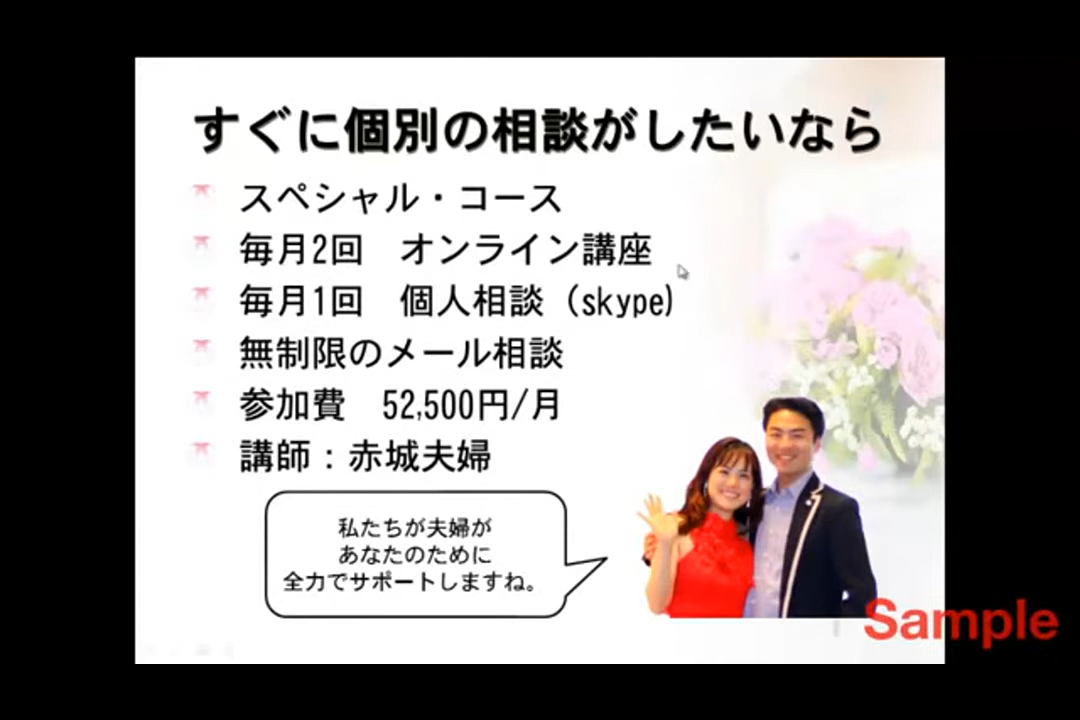 すぐに個別の相談がしたいなら
スペシャル・コース
毎月2回　オンライン講座
毎月1回　個人相談（skype)
無制限のメール相談
参加費　52,500円/月
講師：赤城夫婦
私たちが夫婦が
あなたのために
全力でサポートしますね。
Sample